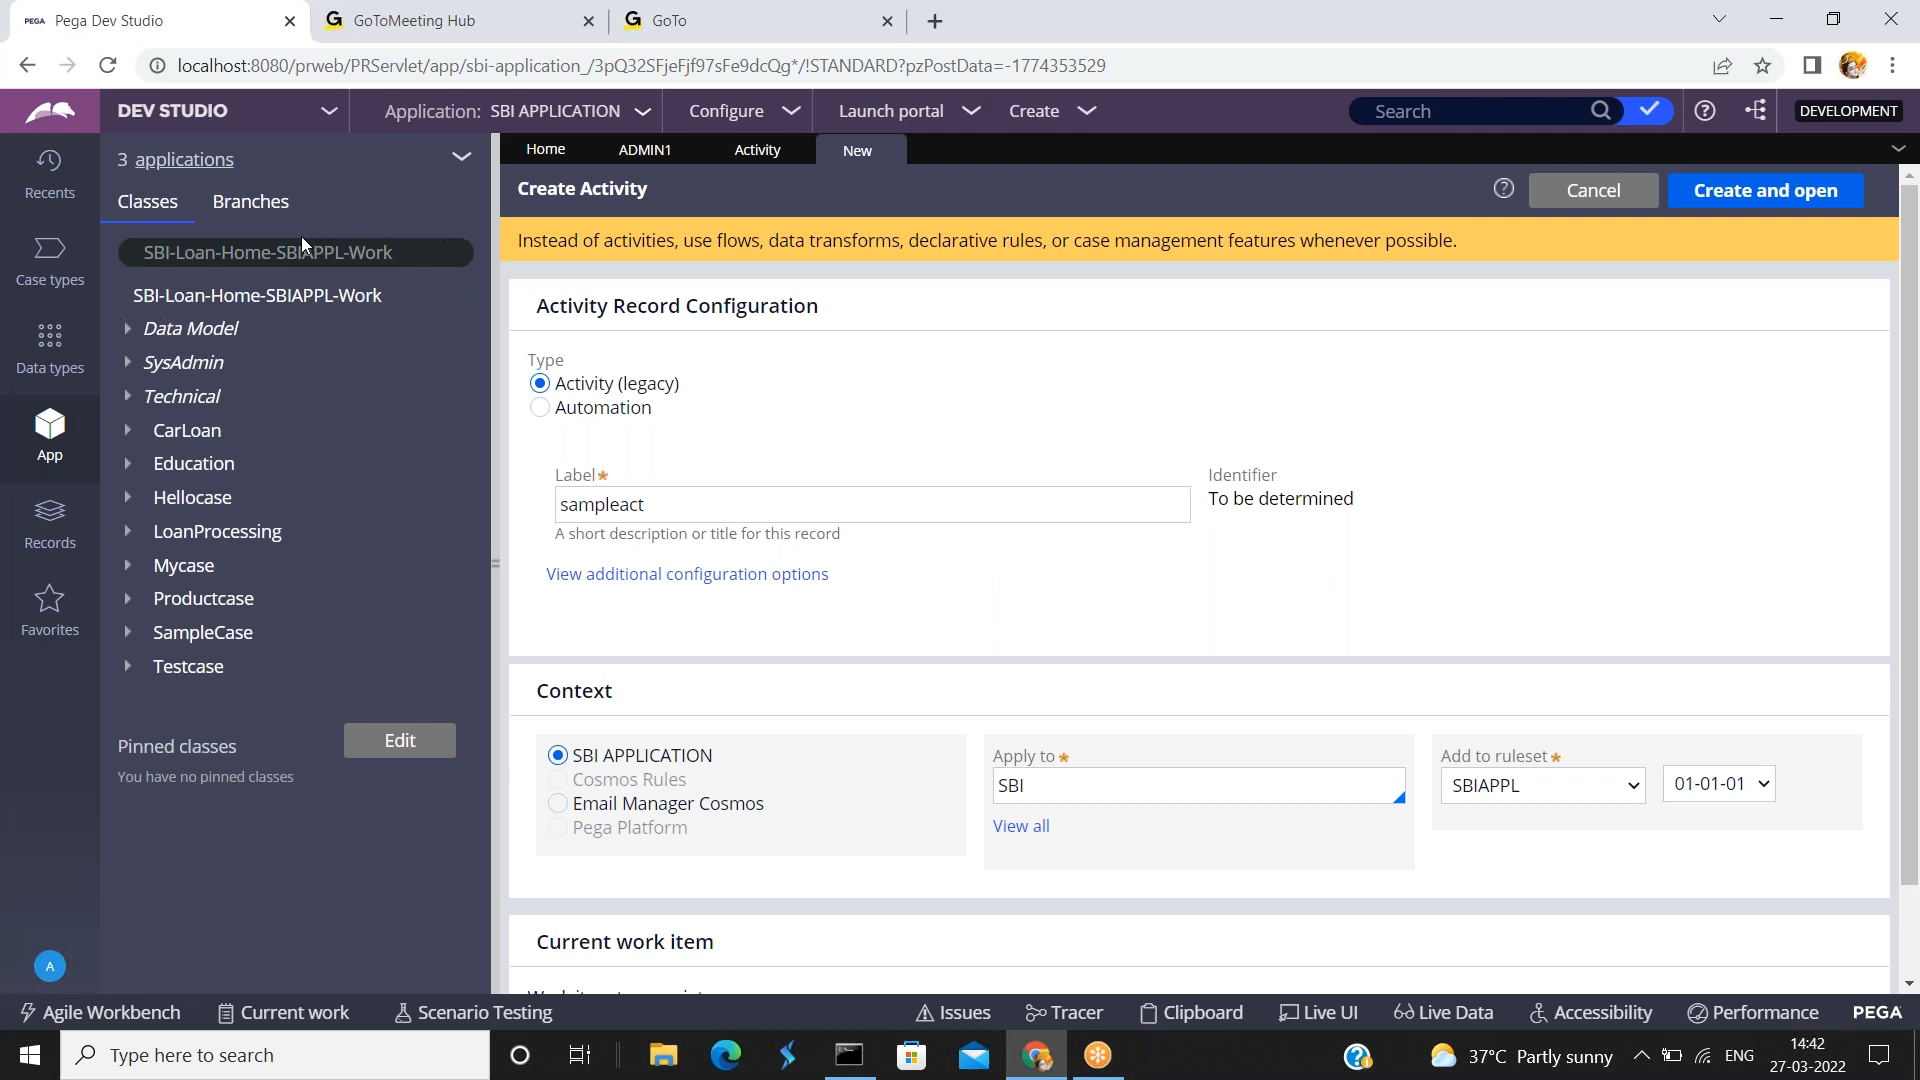 PEGA Pega Dev Studio
GoToMeeting Hub
GoTo
localhost:8080/prweb/PRServlet/app/sbi-application_/3pQ32SFjeFjf97sFe9dcQg*/!STANDARD?pzPostData=-1774353529
DEV STUDIO
Application: SBI APPLICATION
Configure
Launch portal
Create
Search
DEVELOPMENT
Recents
Case types
Data types
App
Records
Favorites
A
3 applications
Classes
Branches
SBI-Loan-Home-SBIAPPL-Work
SBI-Loan-Home-SBIAPPL-Work
Data Model
SysAdmin
Technical
CarLoan
Education
Hellocase
LoanProcessing
Mycase
Productcase
SampleCase
Testcase
Pinned classes
Edit
You have no pinned classes
Home
ADMIN1
Activity
New
Create Activity
Cancel
Create and open
Instead of activities, use flows, data transforms, declarative rules, or case management features whenever possible.
Activity Record Configuration
Type
Activity (legacy)
Automation
Label*
sampleact
A short description or title for this record
Identifier
To be determined
View additional configuration options
Context
SBI APPLICATION
Cosmos Rules
Email Manager Cosmos
Pega Platform
Apply to *
SBI
View all
Add to ruleset*
SBIAPPL
01-01-01
Current work item
Agile Workbench
Current work
Scenario Testing
Issues
Tracer
Clipboard
Live UI
Live Data
Accessibility
Performance
PEGA
Type here to search
37°C Partly sunny
ENG
14:42
27-03-2022